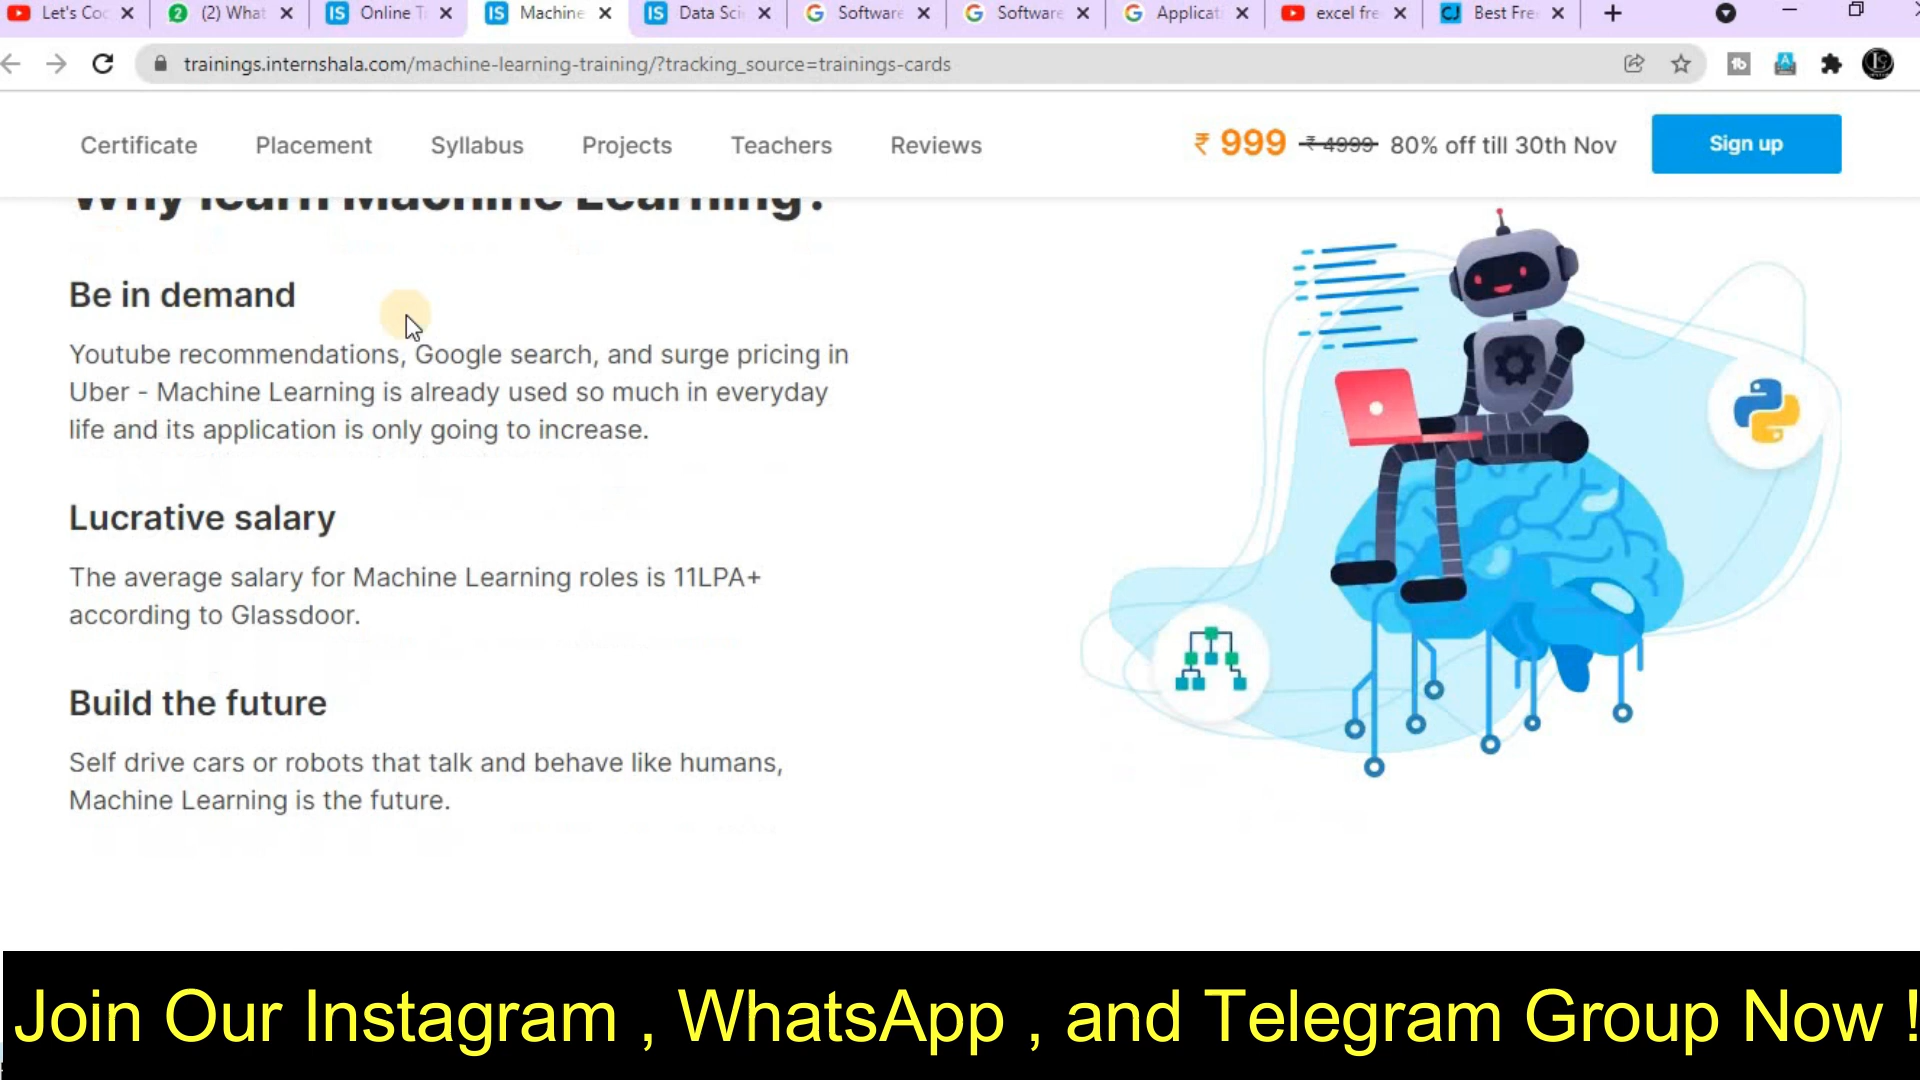 Let's Coc
(2) What
Online T
Machine
Data Sci
Software
Software
Applicat
excel fre
Best Fre
trainings.internshala.com/machine-learning-training/?tracking_source=trainings-cards
Certificate
Placement
Syllabus
Projects
Teachers
Reviews
₹ 999 ₹ 4999 80% off till 30th Nov
Sign up
Why learn Machine Learning?
Be in demand
Youtube recommendations, Google search, and surge pricing in
Uber - Machine Learning is already used so much in everyday
life and its application is only going to increase.
Lucrative salary
The average salary for Machine Learning roles is 11LPA+
according to Glassdoor.
Build the future
Self drive cars or robots that talk and behave like humans,
Machine Learning is the future.
Join Our Instagram , WhatsApp , and Telegram Group Now !